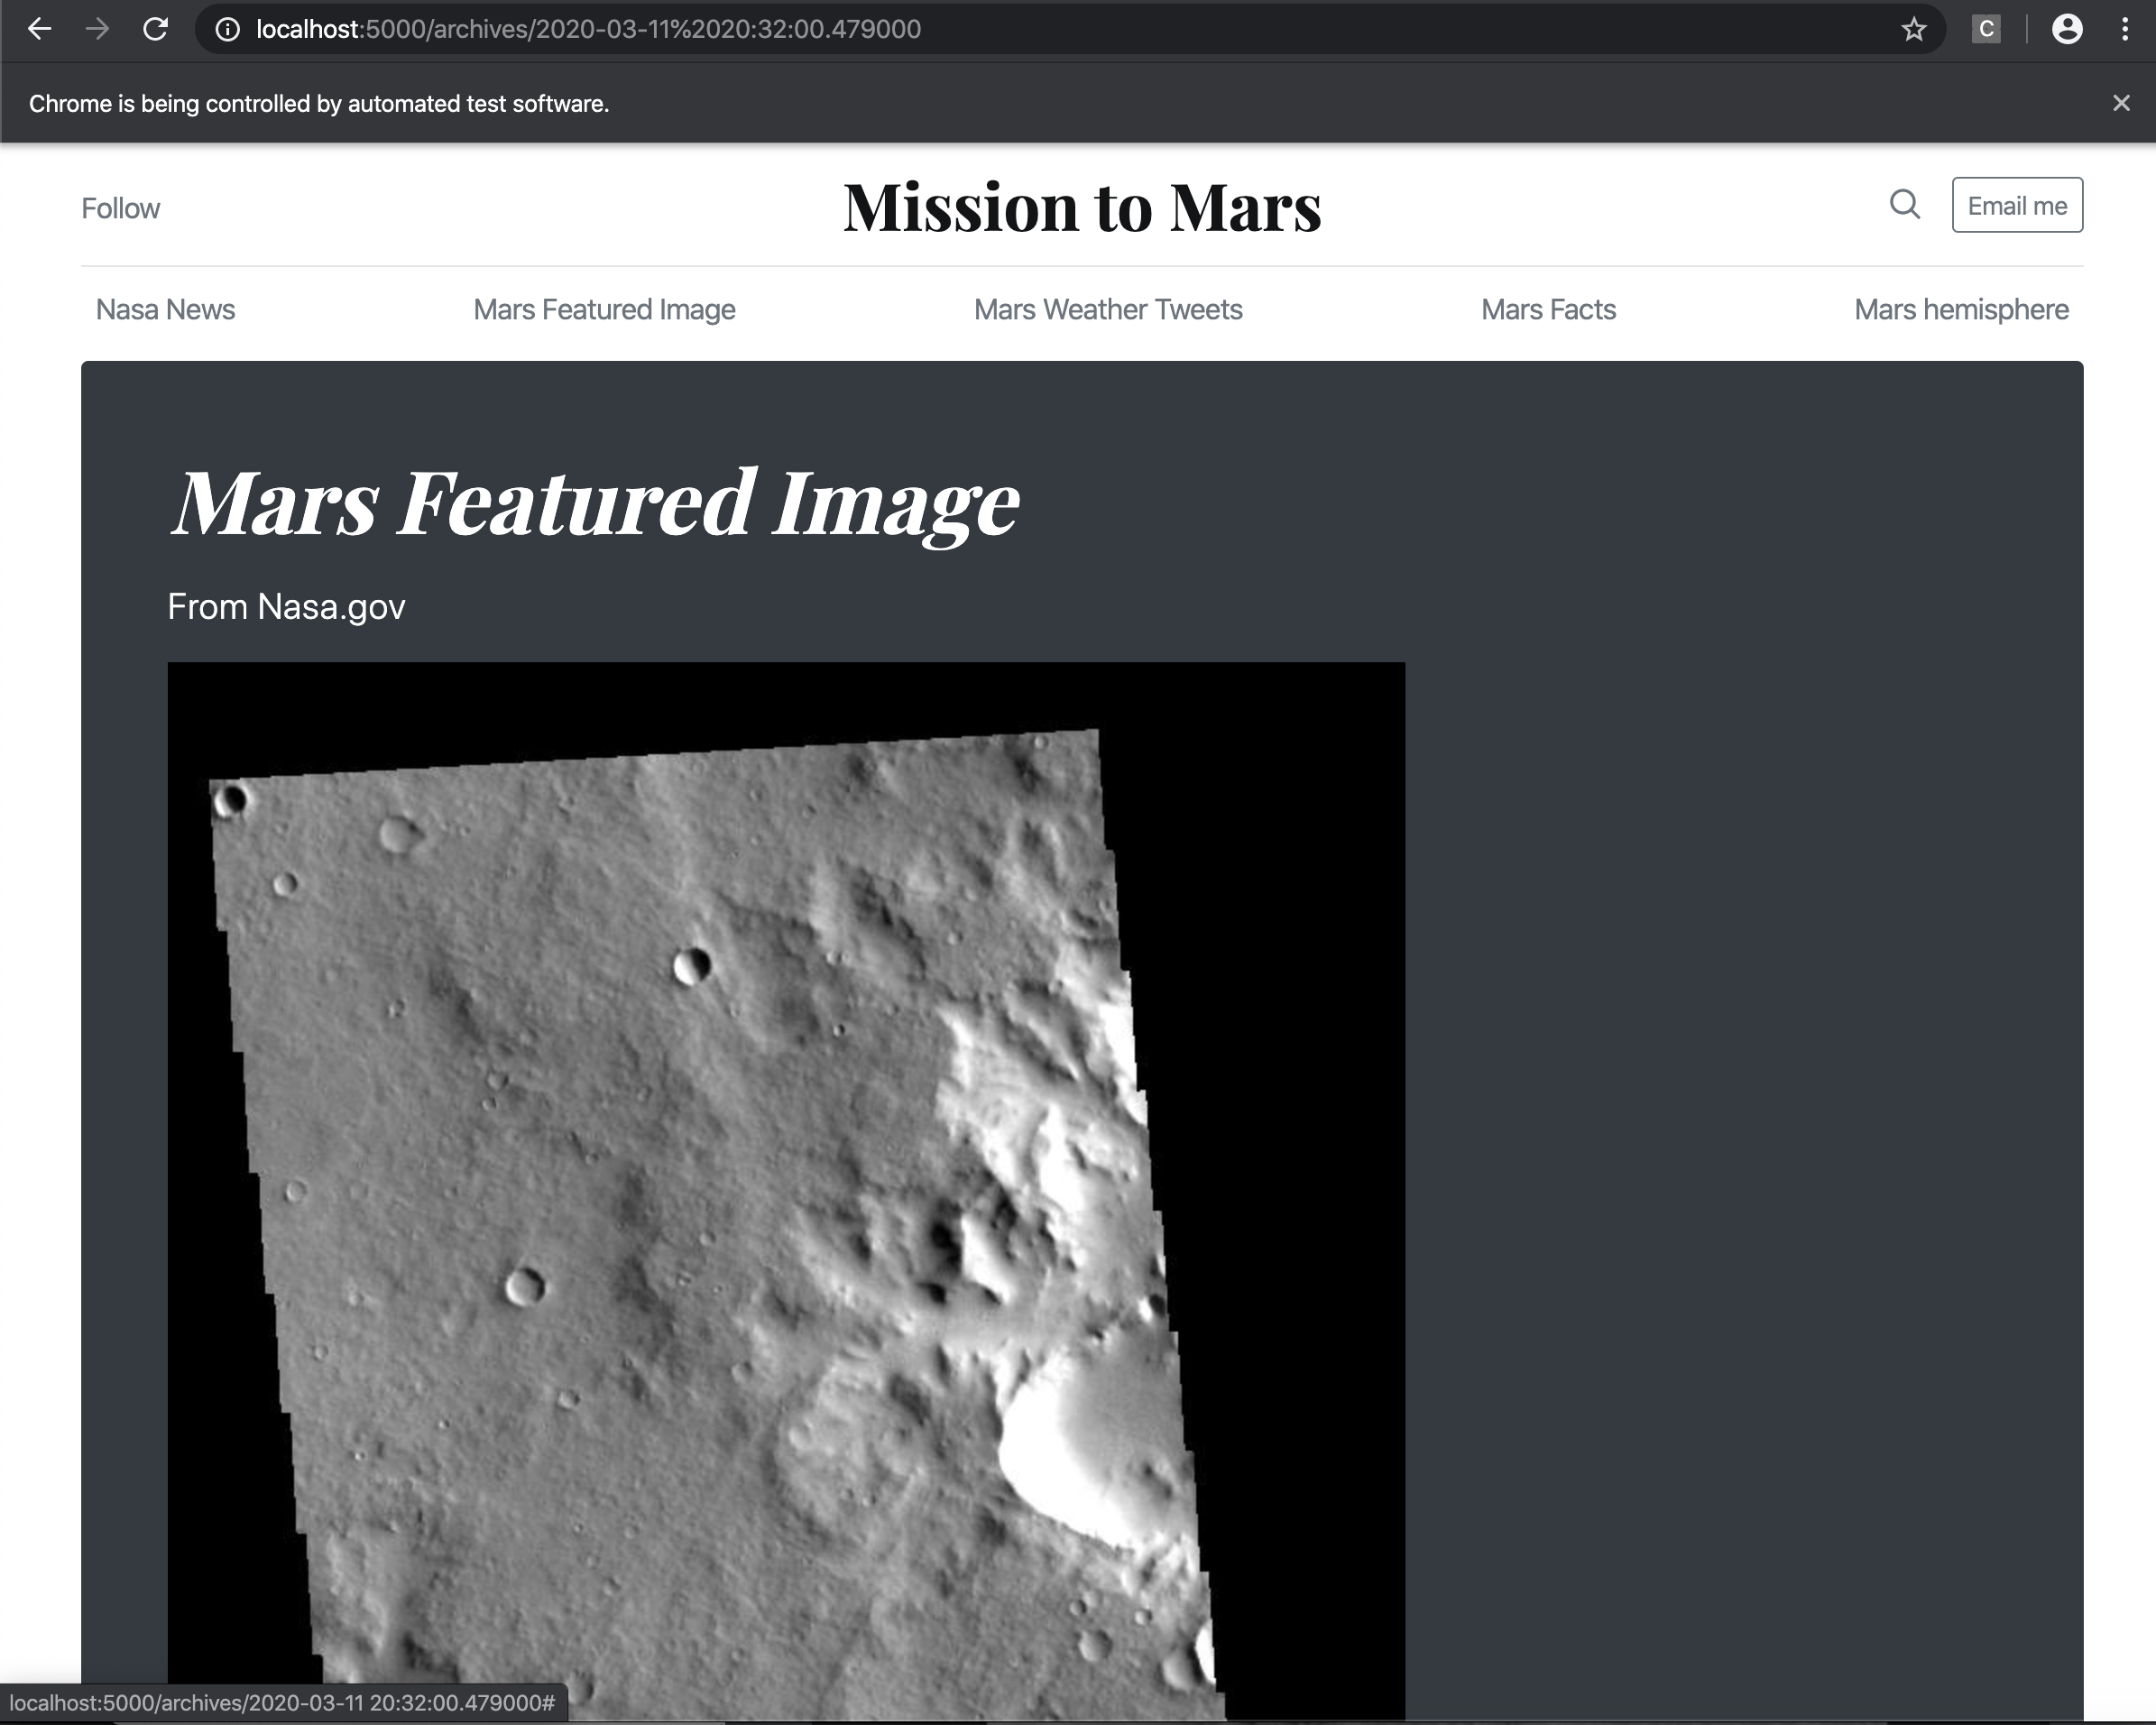 localhost:5000/archives/2020-03-11%2020:32:00.479000
C
Chrome is being controlled by automated test software.
Follow
Mission to Mars
Email me
Nasa News
Mars Featured Image
Mars Weather Tweets
Mars Facts
Mars hemisphere
Mars Featured Image
From Nasa.gov
localhost:5000/archives/2020-03-11 20:32:00.479000#